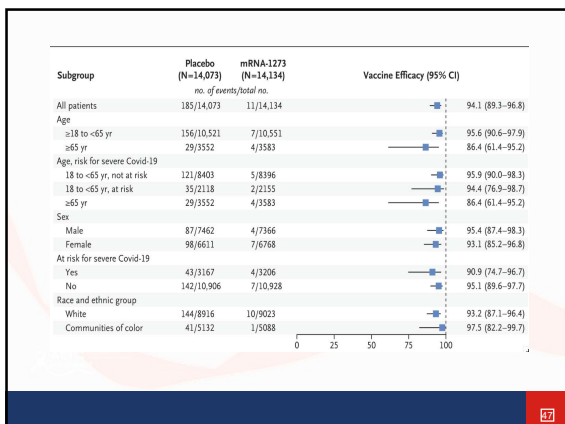 Subgroup Placebo (N=14,073) mRNA-1273 (N=14,134) Vaccine Efficacy (95% CI)
no. of events/total no.
All patients 185/14,073 11/14,134 94.1 (89.3–96.8)
Age
≥18 to <65 yr 156/10,521 7/10,551 95.6 (90.6–97.9)
≥65 yr 29/3552 4/3583 86.4 (61.4–95.2)
Age, risk for severe Covid-19
18 to <65 yr, not at risk 121/8403 5/8396 95.9 (90.0–98.3)
18 to <65 yr, at risk 35/2118 2/2155 94.4 (76.9–98.7)
≥65 yr 29/3552 4/3583 86.4 (61.4–95.2)
Sex
Male 87/7462 4/7366 95.4 (87.4–98.3)
Female 98/6611 7/6768 93.1 (85.2–96.8)
At risk for severe Covid-19
Yes 43/3167 4/3206 90.9 (74.7–96.7)
No 142/10,906 7/10,928 95.1 (89.6–97.7)
Race and ethnic group
White 144/8916 10/9023 93.2 (87.1–96.4)
Communities of color 41/5132 1/5088 97.5 (82.2–99.7)
0 25 50 75 100
47